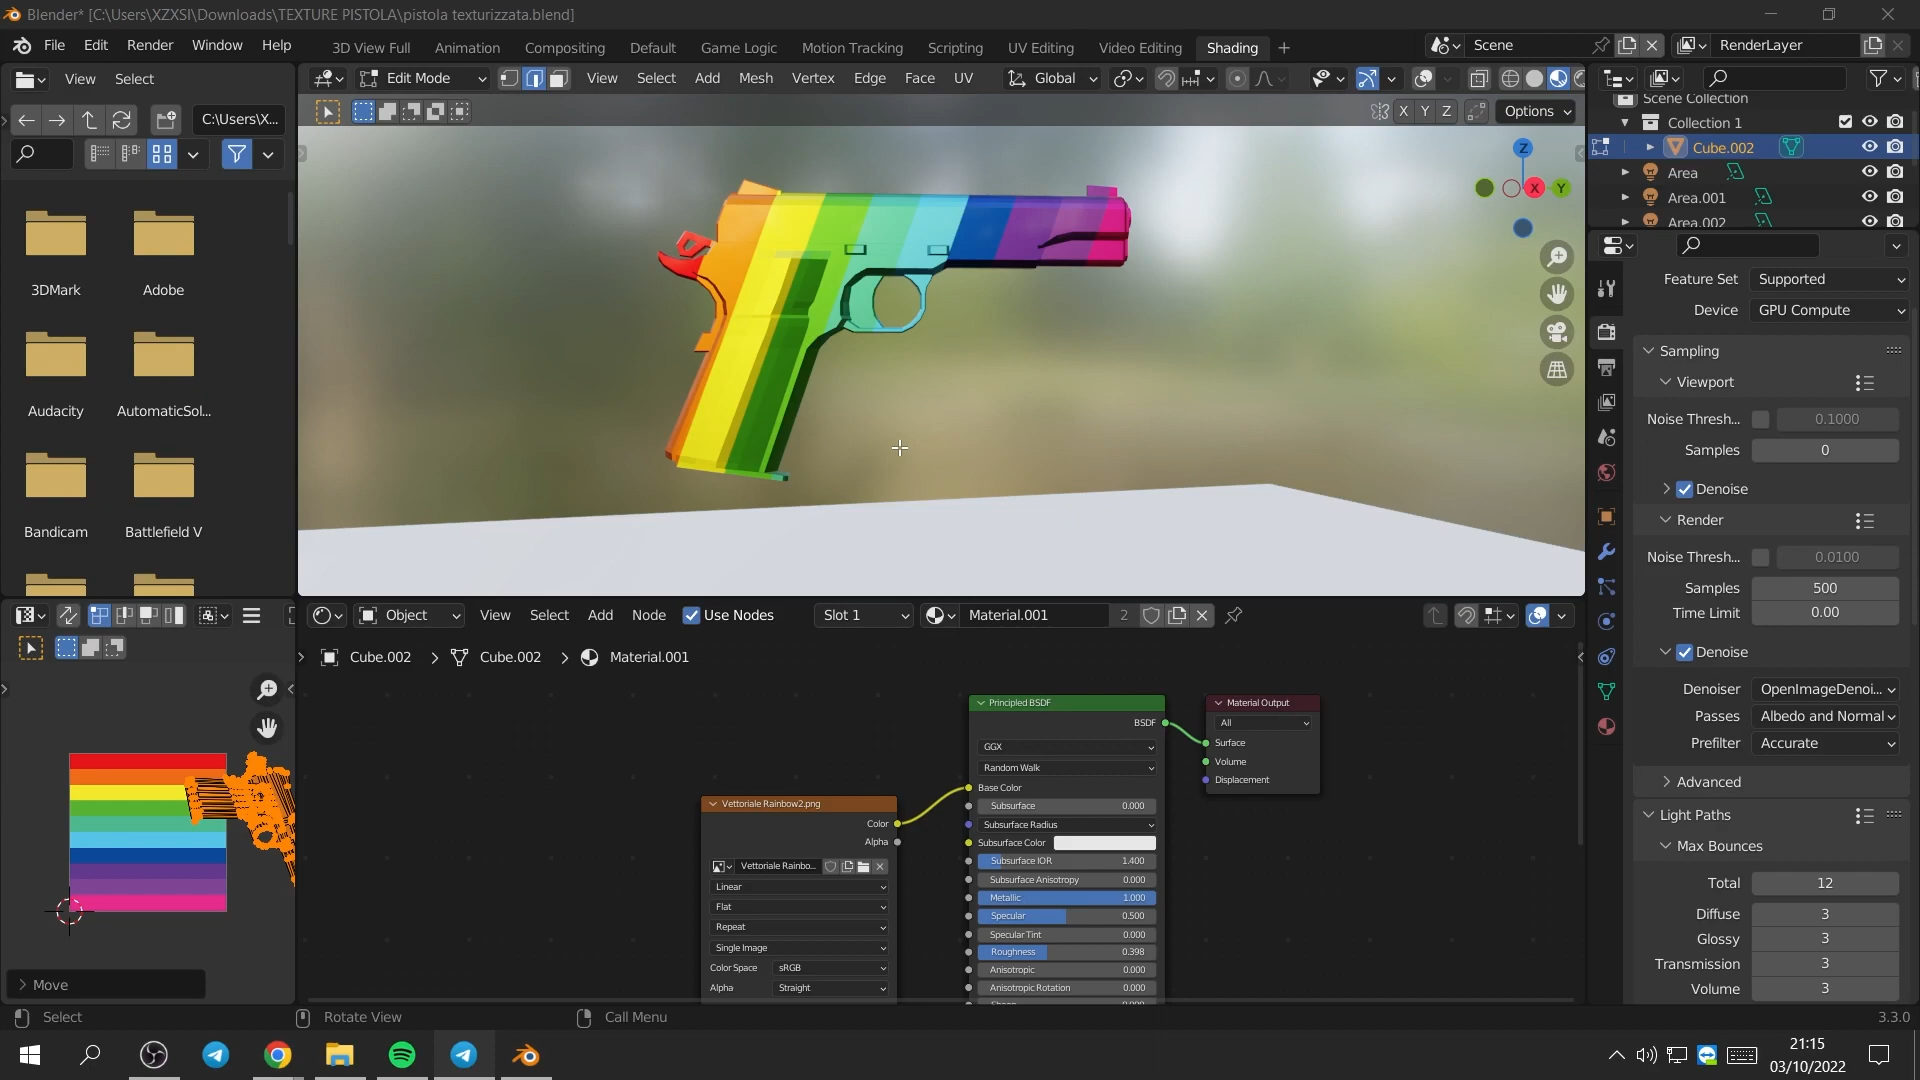 Blender* [C:\Users\XZXSI\Downloads\TEXTURE PISTOLA\pistola texturizzata.blend]
File Edit Render Window Help 3D View Full Animation Compositing Default Game Logic Motion Tracking Scripting UV Editing Video Editing Shading Scene RenderLayer
View Select Edit Mode View Select Add Mesh Vertex Edge Face UV Global
C:\Users\X... X Y Z Options
Scene Collection
Collection 1
Cube.002
Area
Area.001
Area.002
Z
X
Y
3DMark Adobe
Audacity AutomaticSol...
Bandicam Battlefield V
Feature Set Supported
Device GPU Compute
Sampling
Viewport
Noise Thresh... 0.1000
Samples 0
Denoise
Render
Noise Thresh... 0.0100
Samples 500
Time Limit 0.00
Denoise
Denoiser OpenImageDenoi...
Passes Albedo and Normal
Prefilter Accurate
Advanced
Light Paths
Max Bounces
Total 12
Diffuse 3
Glossy 3
Transmission 3
Volume 3
Object View Select Add Node Use Nodes Slot 1 Material.001 2
Cube.002 Cube.002 Material.001
Move
Vettoriale Rainbow2.png
Color
Alpha
Vettoriale Rainbo...
Linear
Flat
Repeat
Single Image
Color Space sRGB
Alpha Straight
Principled BSDF
BSDF
GGX
Random Walk
Base Color
Subsurface 0.000
Subsurface Radius
Subsurface Color
Subsurface IOR 1.400
Subsurface Anisotropy 0.000
Metallic 1.000
Specular 0.500
Specular Tint 0.000
Roughness 0.398
Anisotropic 0.000
Anisotropic Rotation 0.000
Material Output
All
Surface
Volume
Displacement
Select Rotate View Call Menu 3.3.0
21:15
03/10/2022